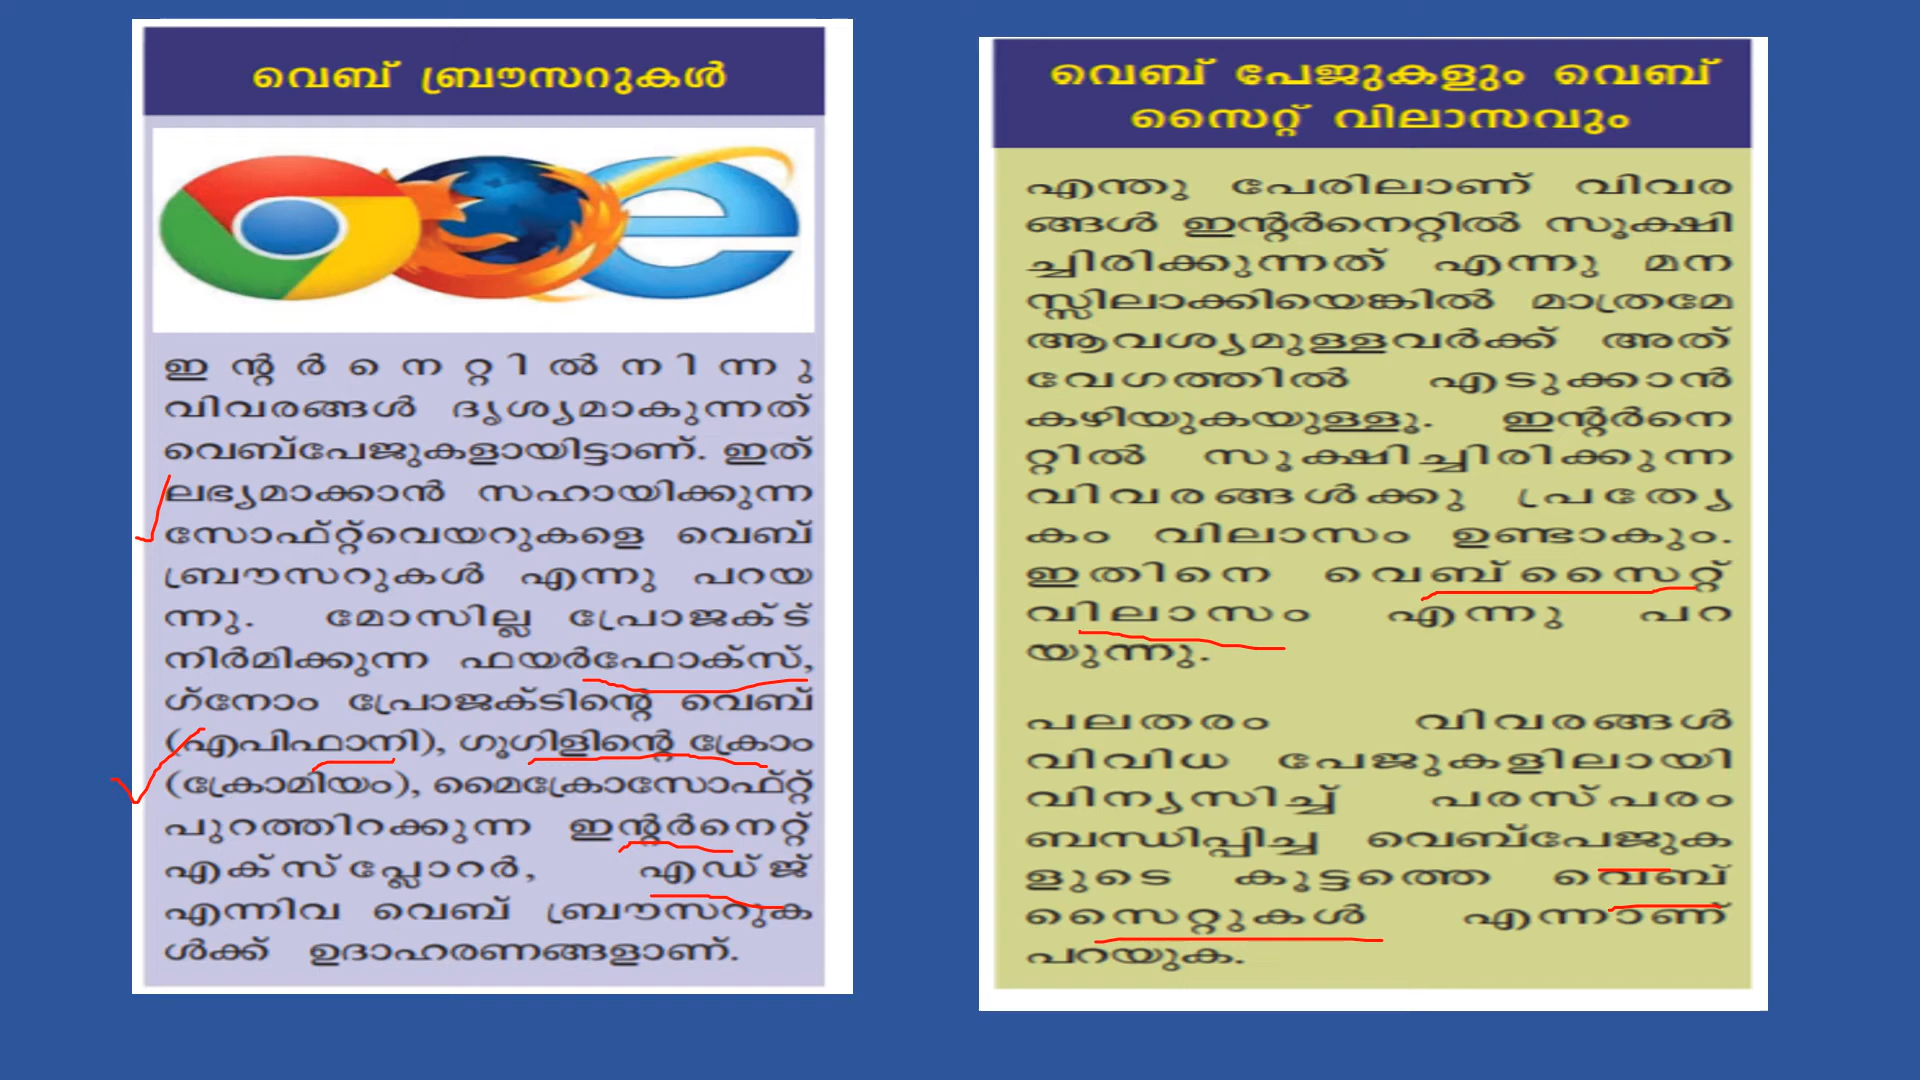 വെബ് ബ്രൗസറുകൾ
ഇന്റർനെറ്റിൽനിന്നു
വിവരങ്ങൾ ദൃശ്യമാകുന്നത്
വെബ്പേജുകളായിട്ടാണ്. ഇത്
ലഭ്യമാക്കാൻ സഹായിക്കുന്ന
സോഫ്റ്റ്‌വെയറുകളെ വെബ്
ബ്രൗസറുകൾ എന്നു പറയ
ന്നു. മോസില്ല പ്രോജക്ട്
നിർമിക്കുന്ന ഫയർഫോക്സ്,
ഗ്നോം പ്രോജക്ടിന്റെ വെബ്
(എപിഫാനി), ഗൂഗിളിന്റെ ക്രോം
(ക്രോമിയം), മൈക്രോസോഫ്റ്റ്
പുറത്തിറക്കുന്ന ഇന്റർനെറ്റ്
എക്സ്പ്ലോറർ, എഡ്ജ്
എന്നിവ വെബ് ബ്രൗസറുക
ൾക്ക് ഉദാഹരണങ്ങളാണ്.
വെബ് പേജുകളും വെബ്
സൈറ്റ് വിലാസവും
എന്തു പേരിലാണ് വിവര
ങ്ങൾ ഇന്റർനെറ്റിൽ സൂക്ഷി
ച്ചിരിക്കുന്നത് എന്നു മന
സ്സിലാക്കിയെങ്കിൽ മാത്രമേ
ആവശ്യമുള്ളവർക്ക് അത്
വേഗത്തിൽ എടുക്കാൻ
കഴിയുകയുള്ളൂ. ഇന്റർനെ
റ്റിൽ സൂക്ഷിച്ചിരിക്കുന്ന
വിവരങ്ങൾക്കു പ്രത്യേ
കം വിലാസം ഉണ്ടാകും.
ഇതിനെ വെബ്സൈറ്റ്
വിലാസം എന്നു പറ
യുന്നു.
പലതരം വിവരങ്ങൾ
വിവിധ പേജുകളിലായി
വിന്യസിച്ച് പരസ്പരം
ബന്ധിപ്പിച്ച വെബ്പേജുക
ളുടെ കൂട്ടത്തെ വെബ്
സൈറ്റുകൾ എന്നാണ്
പറയുക.